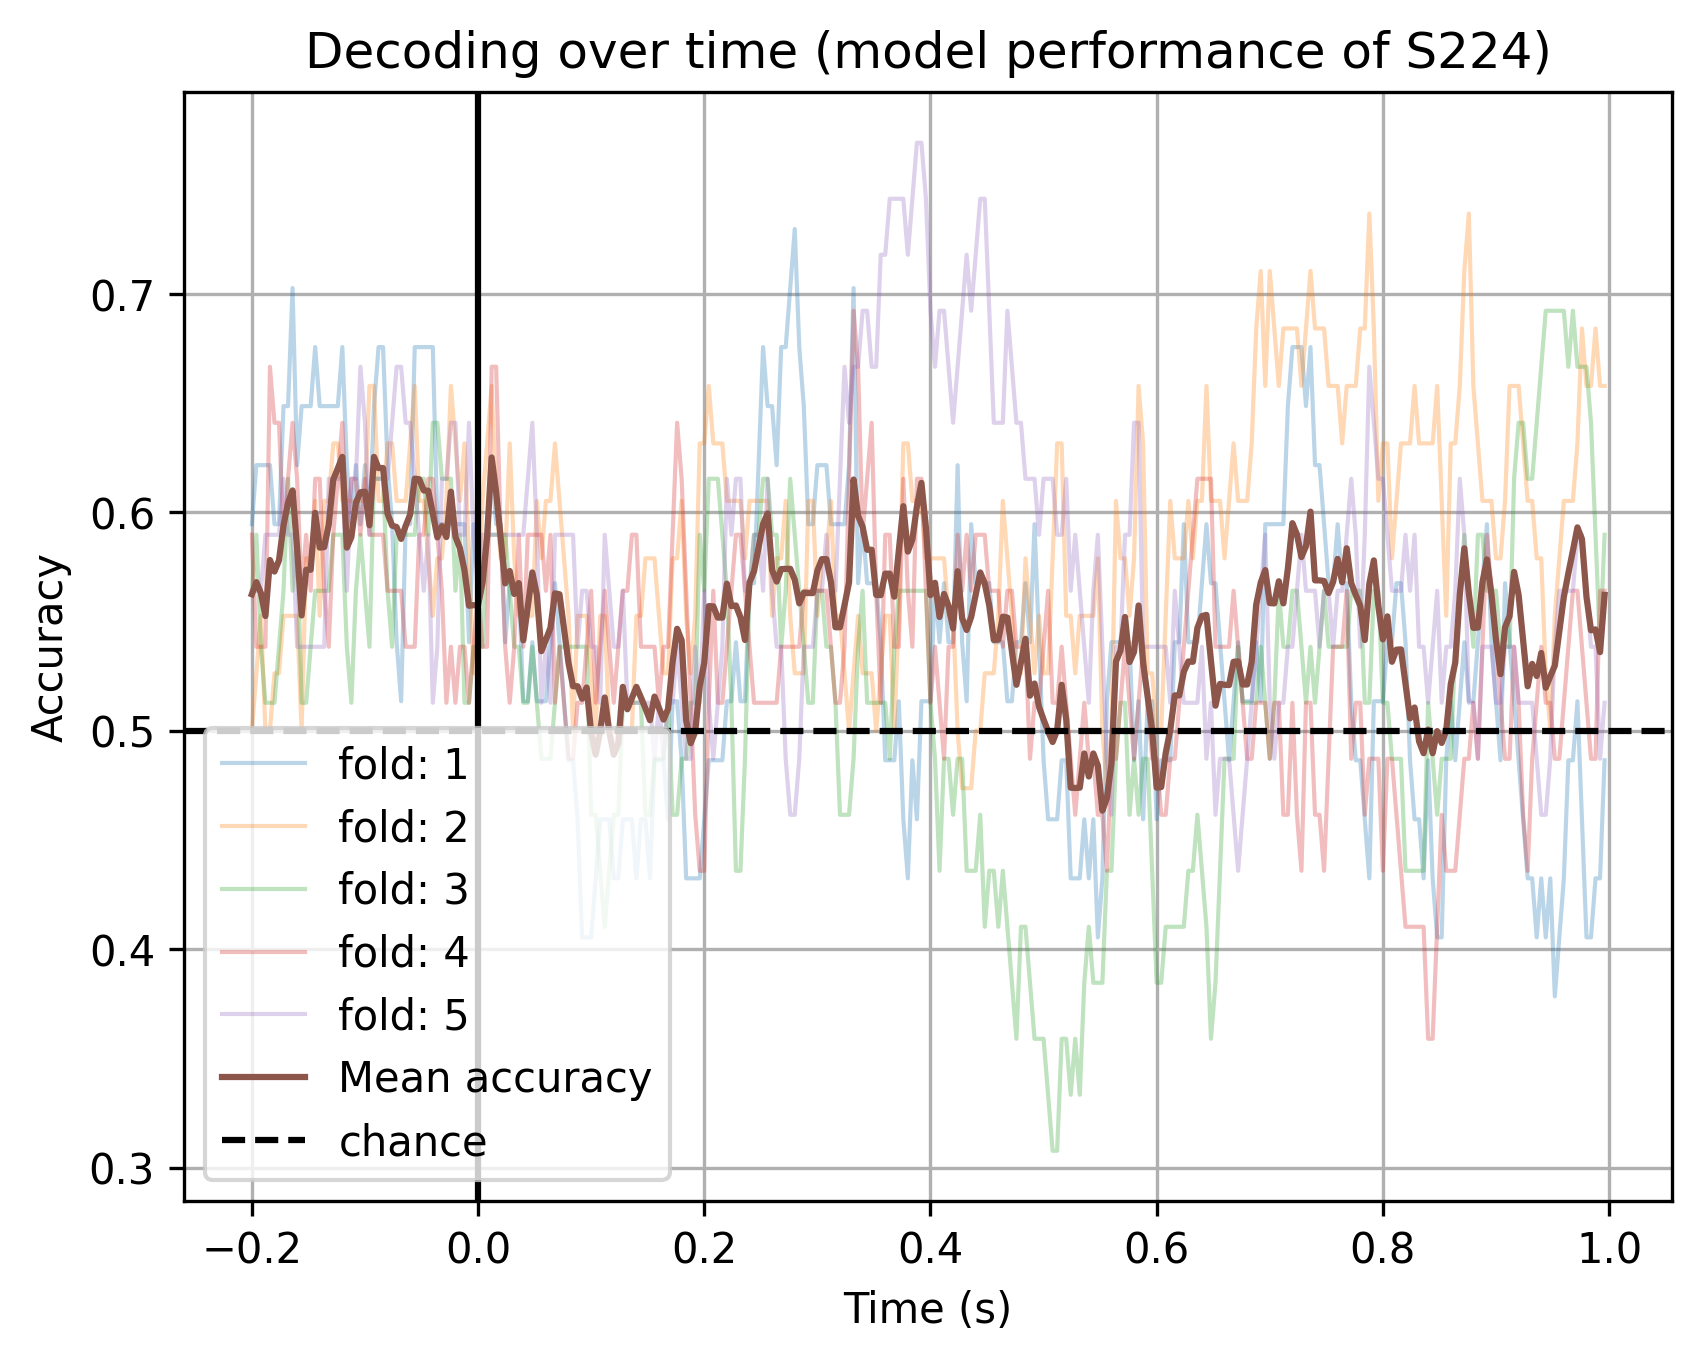 Decoding over time (model performance of S224)
Accuracy
0.7
0.6
0.5
0.4
0.3
fold: 1
fold: 2
fold: 3
fold: 4
fold: 5
Mean accuracy
chance
−0.2 0.0 0.2 0.4 0.6 0.8 1.0
Time (s)